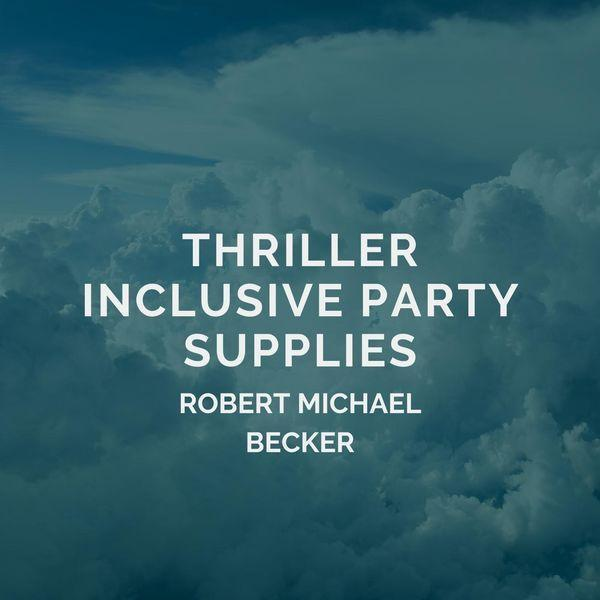 THRILLER
INCLUSIVE PARTY
SUPPLIES
ROBERT MICHAEL
BECKER